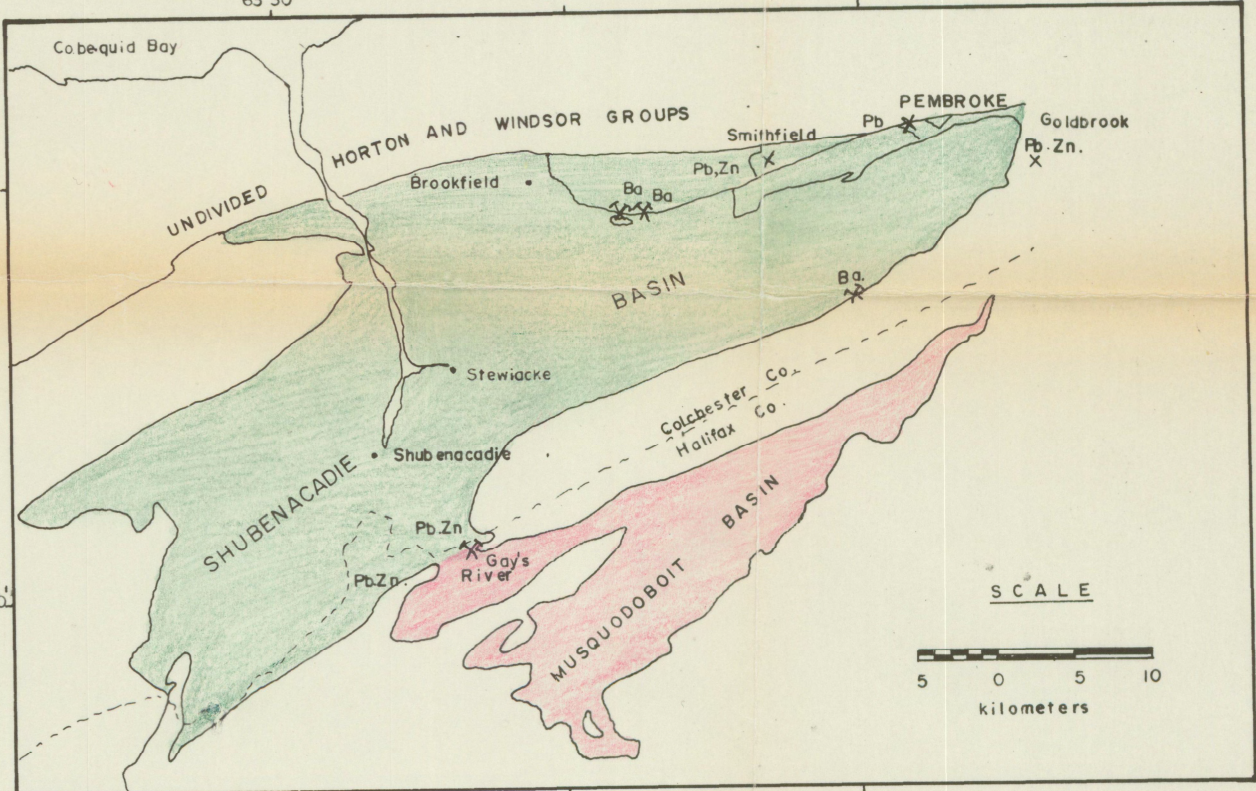 Cobequid Bay
UNDIVIDED HORTON AND WINDSOR GROUPS
PEMBROKE
Pb
Goldbrook
Pb. Zn.
Smithfield
Pb,Zn
Brookfield
Ba Ba
BASIN
Ba.
Stewiacke
Colchester Co.
Halifax Co.
Shubenacadie
SHUBENACADIE
Pb.Zn
Gay's
River
Pb.Zn.
BASIN
MUSQUODOBOIT
SCALE
5 0 5 10
kilometers